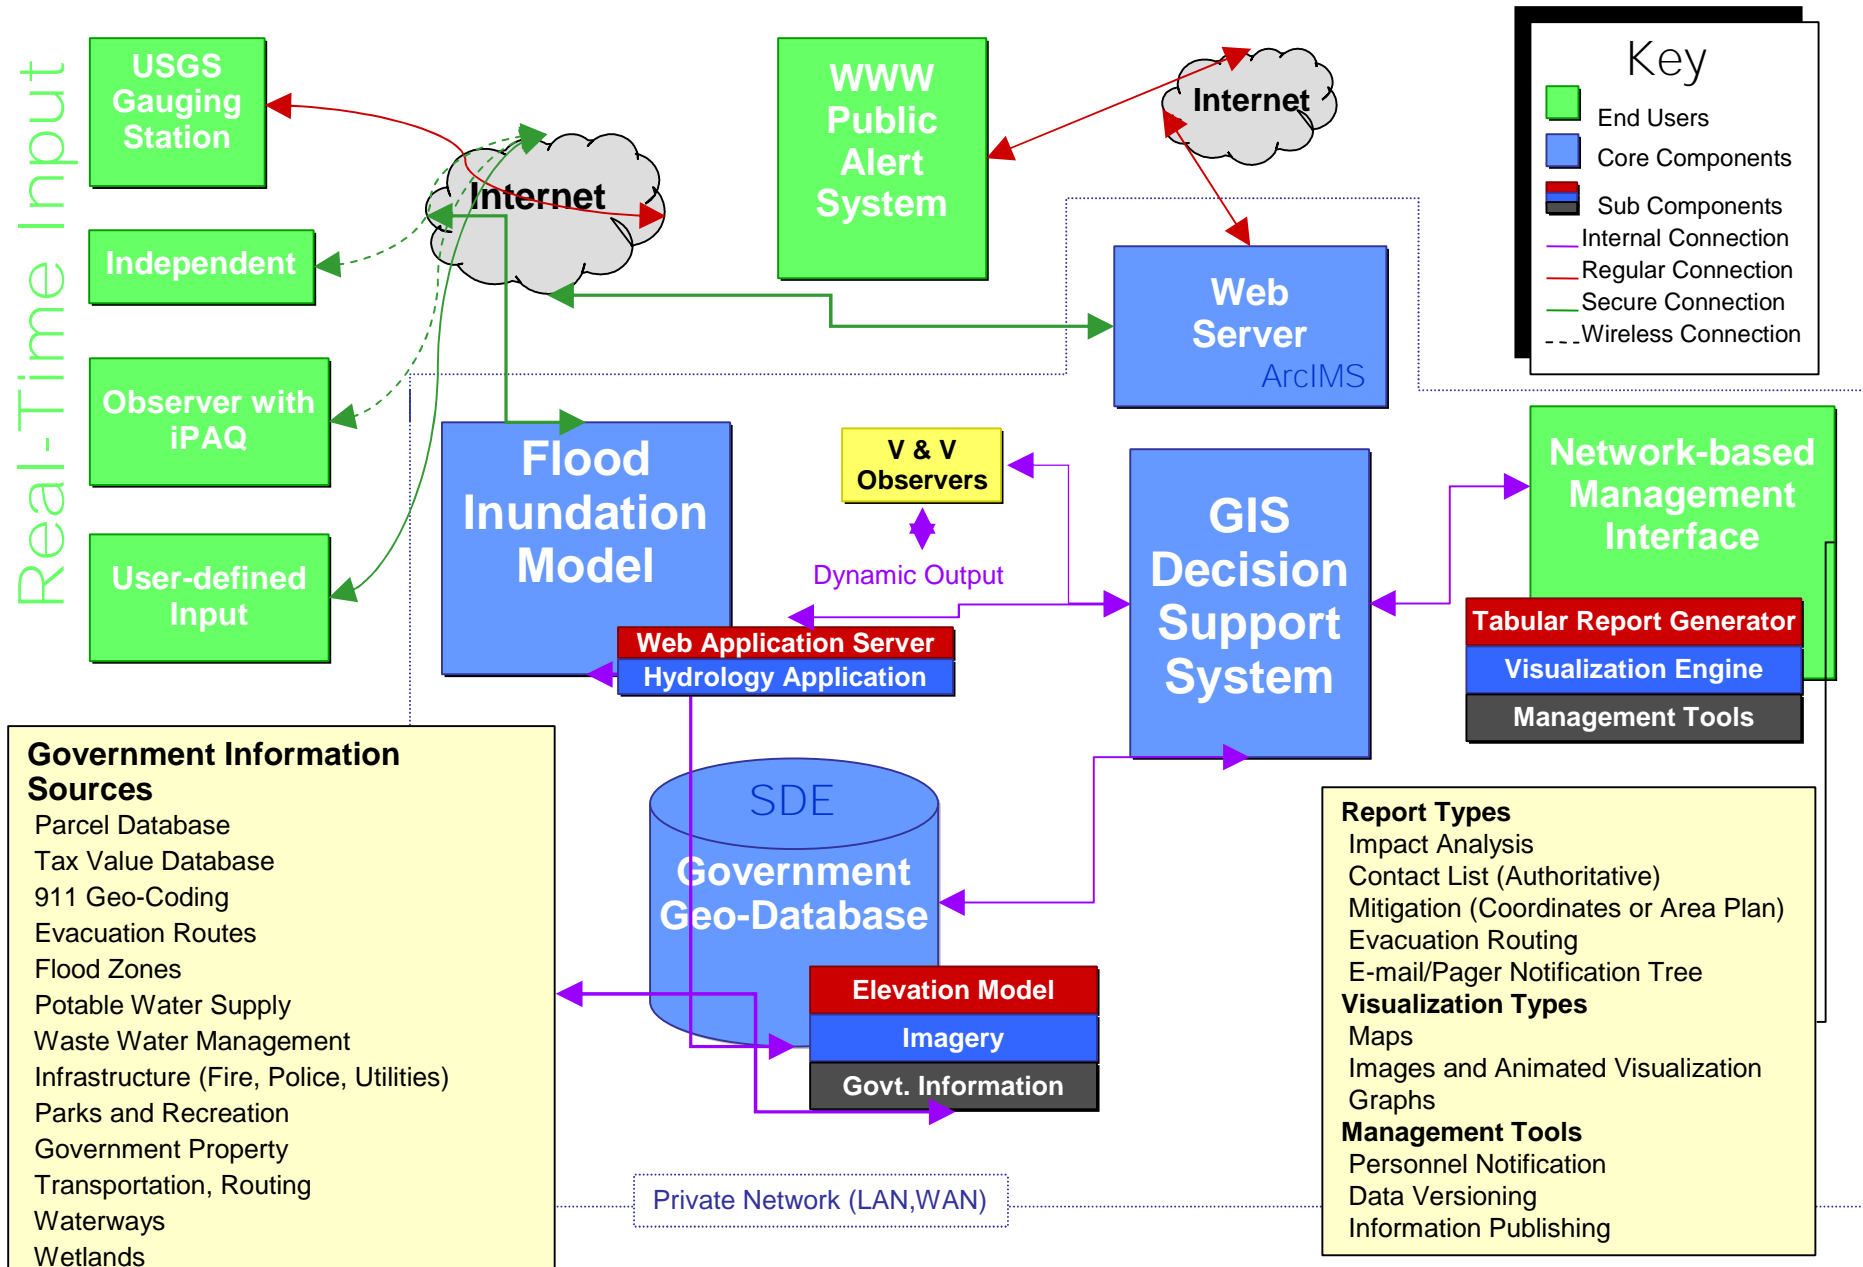 Real-Time Input
USGS
Gauging
Station
Independent
Observer with
iPAQ
User-defined
Input
Internet
WWW
Public
Alert
System
Internet
Key
End Users
Core Components
Sub Components
Internal Connection
Regular Connection
Secure Connection
Wireless Connection
Web
Server
ArcIMS
Flood
Inundation
Model
Web Application Server
Hydrology Application
V & V
Observers
Dynamic Output
GIS
Decision
Support
System
Network-based
Management
Interface
Tabular Report Generator
Visualization Engine
Management Tools
Government Information
Sources
Parcel Database
Tax Value Database
911 Geo-Coding
Evacuation Routes
Flood Zones
Potable Water Supply
Waste Water Management
Infrastructure (Fire, Police, Utilities)
Parks and Recreation
Government Property
Transportation, Routing
Waterways
Wetlands
SDE
Government
Geo-Database
Elevation Model
Imagery
Govt. Information
Private Network (LAN,WAN)
Report Types
Impact Analysis
Contact List (Authoritative)
Mitigation (Coordinates or Area Plan)
Evacuation Routing
E-mail/Pager Notification Tree
Visualization Types
Maps
Images and Animated Visualization
Graphs
Management Tools
Personnel Notification
Data Versioning
Information Publishing